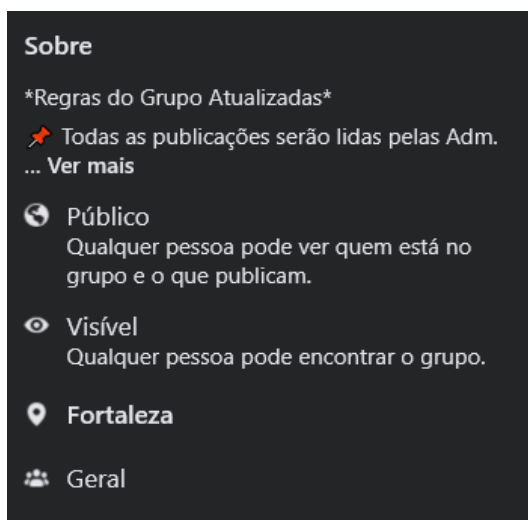 Sobre
*Regras do Grupo Atualizadas*
📌 Todas as publicações serão lidas pelas Adm.
... Ver mais
Público
Qualquer pessoa pode ver quem está no
grupo e o que publicam.
Visível
Qualquer pessoa pode encontrar o grupo.
Fortaleza
Geral